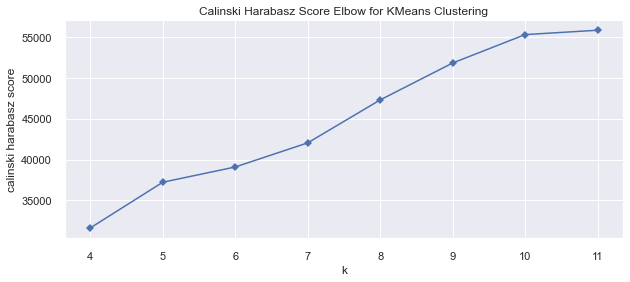 Calinski Harabasz Score Elbow for KMeans Clustering
calinski harabasz score
55000
50000
45000
40000
35000
4 5 6 7 8 9 10 11
k